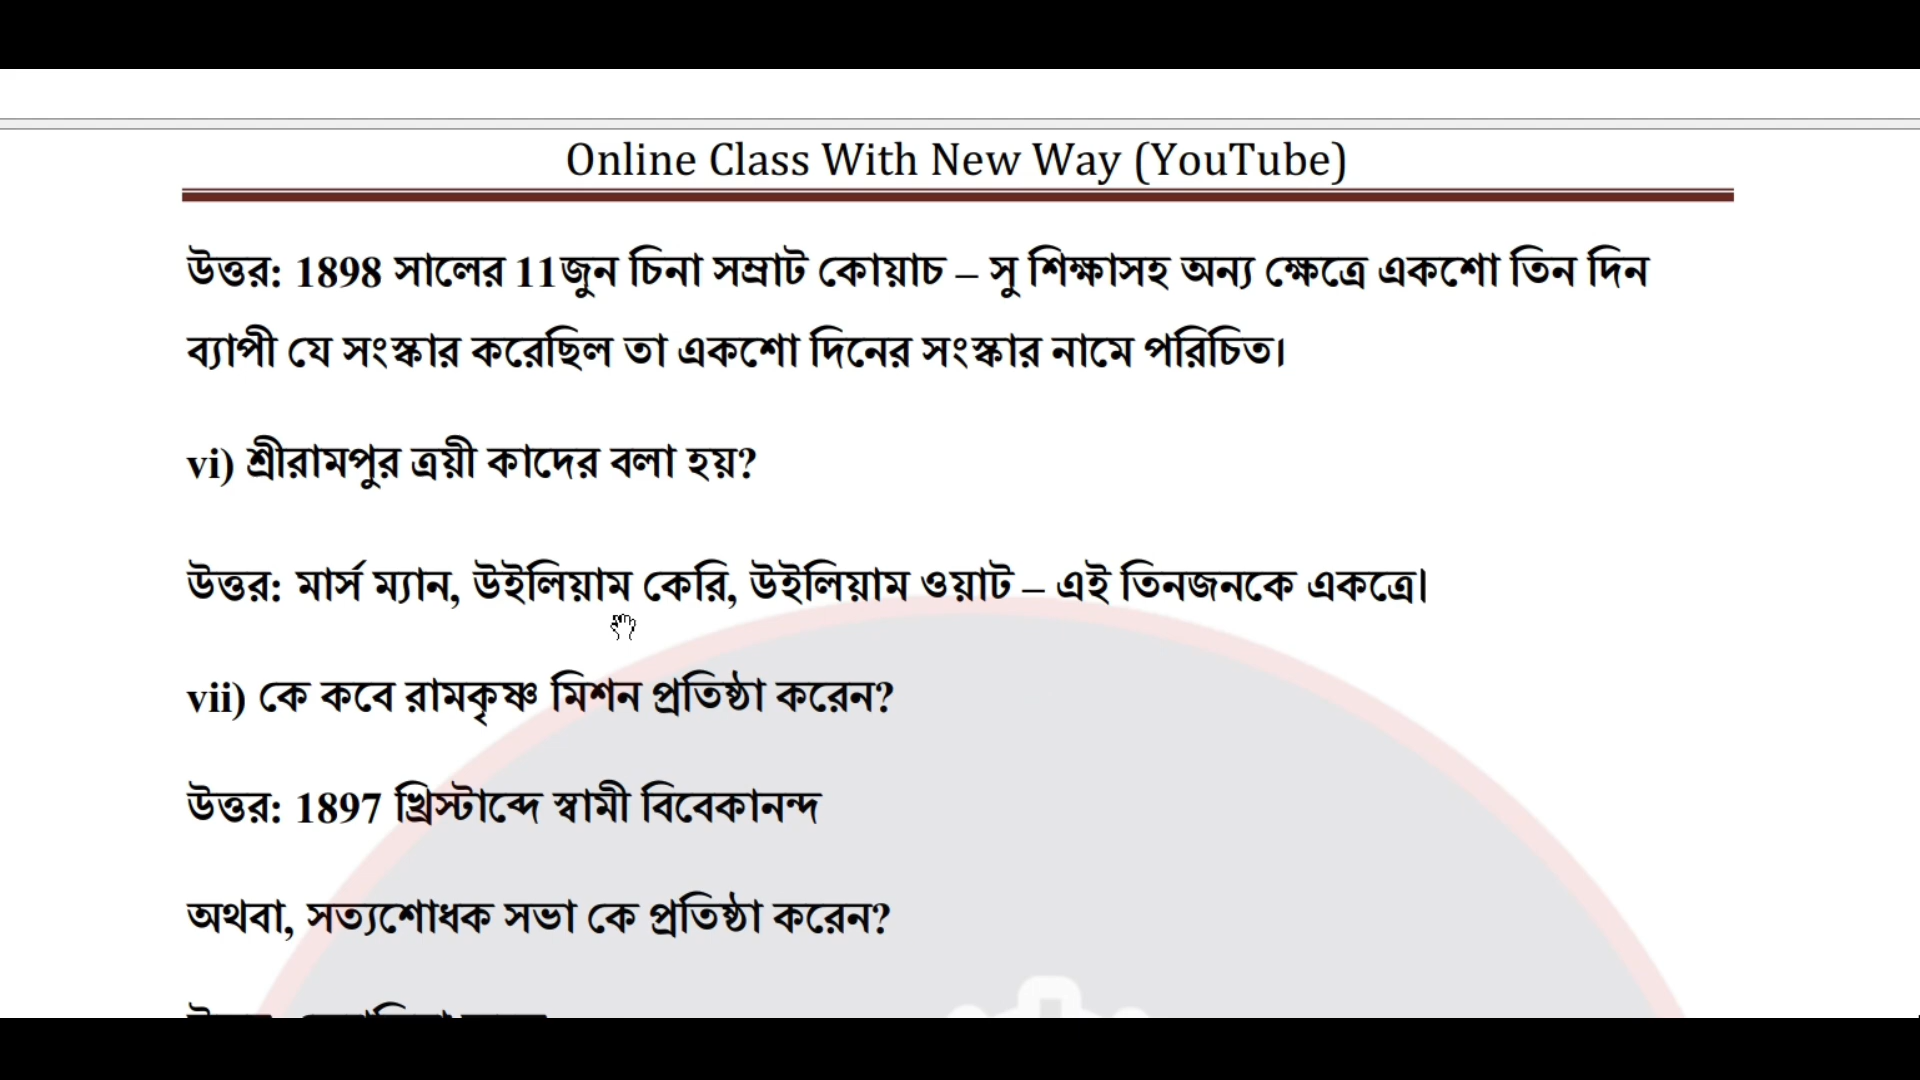 Online Class With New Way (YouTube)
উত্তর: 1898 সালের 11জুন চিনা সম্রাট কোয়াচ – সু শিক্ষাসহ অন্য ক্ষেত্রে একশো তিন দিন
ব্যাপী যে সংস্কার করেছিল তা একশো দিনের সংস্কার নামে পরিচিত।
vi) শ্রীরামপুর ত্রয়ী কাদের বলা হয়?
উত্তর: মার্স ম্যান, উইলিয়াম কেরি, উইলিয়াম ওয়াট – এই তিনজনকে একত্রে।
vii) কে কবে রামকৃষ্ণ মিশন প্রতিষ্ঠা করেন?
উত্তর: 1897 খ্রিস্টাব্দে স্বামী বিবেকানন্দ
অথবা, সত্যশোধক সভা কে প্রতিষ্ঠা করেন?